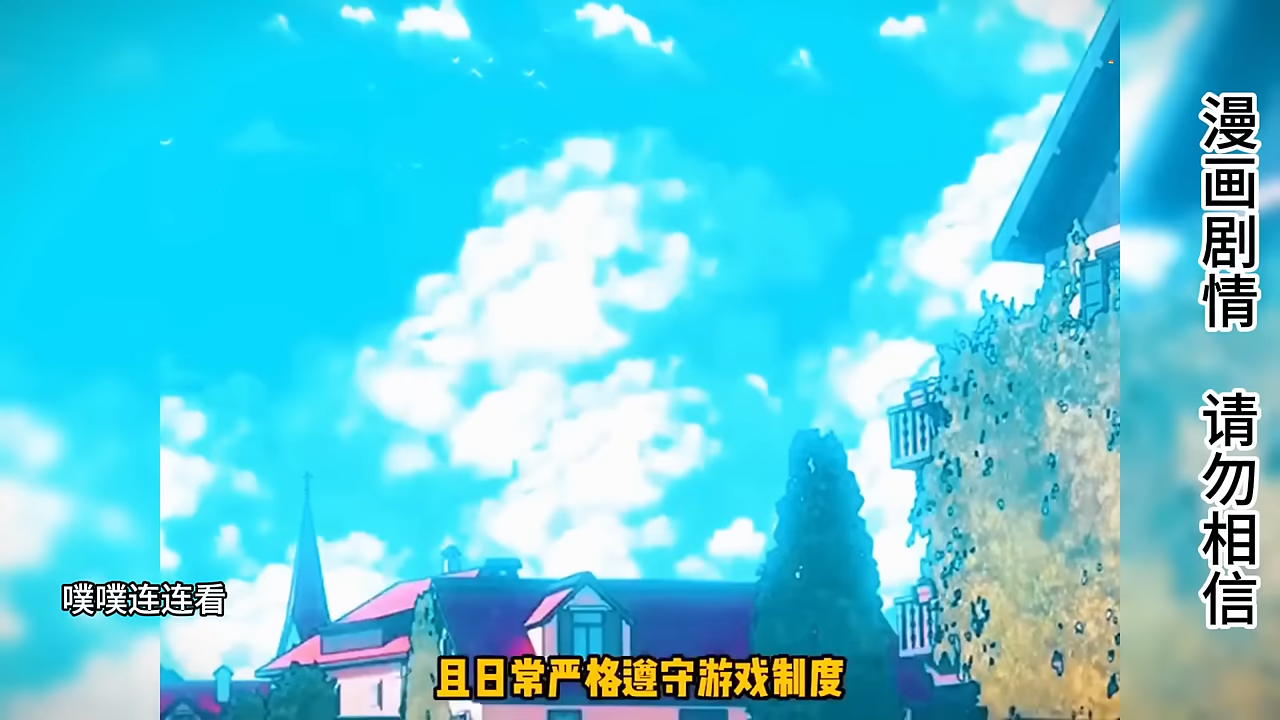 漫画剧情 请勿相信
噗噗连连看
且日常严格遵守游戏制度